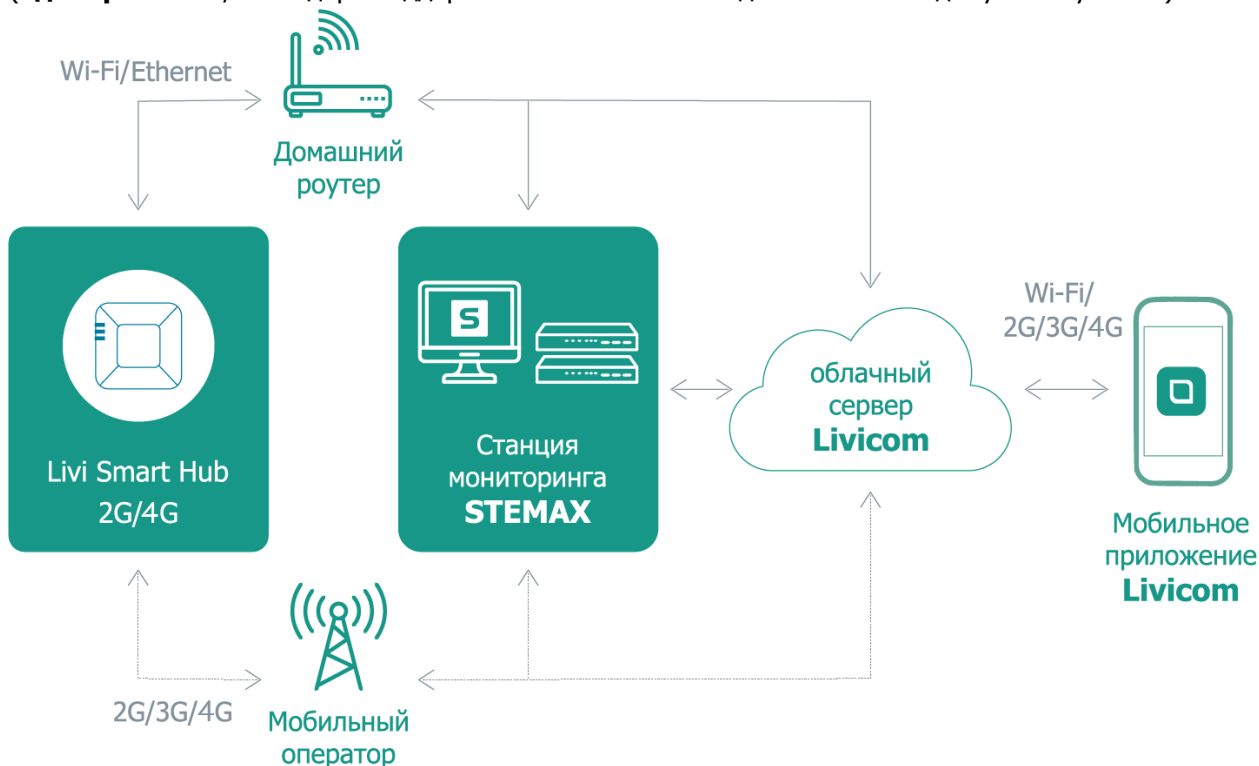 Wi-Fi/Ethernet
Домашний
роутер
Livi Smart Hub
2G/4G
S
Станция
мониторинга
STEMAX
облачный
сервер
Livicom
Wi-Fi/
2G/3G/4G
Мобильное
приложение
Livicom
2G/3G/4G
Мобильный
оператор